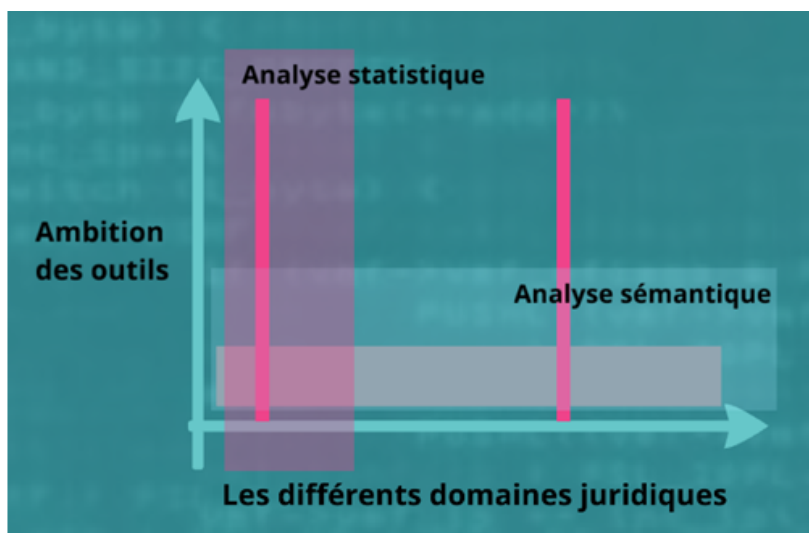 Analyse statistique
Ambition
des outils
Analyse sémantique
Les différents domaines juridiques